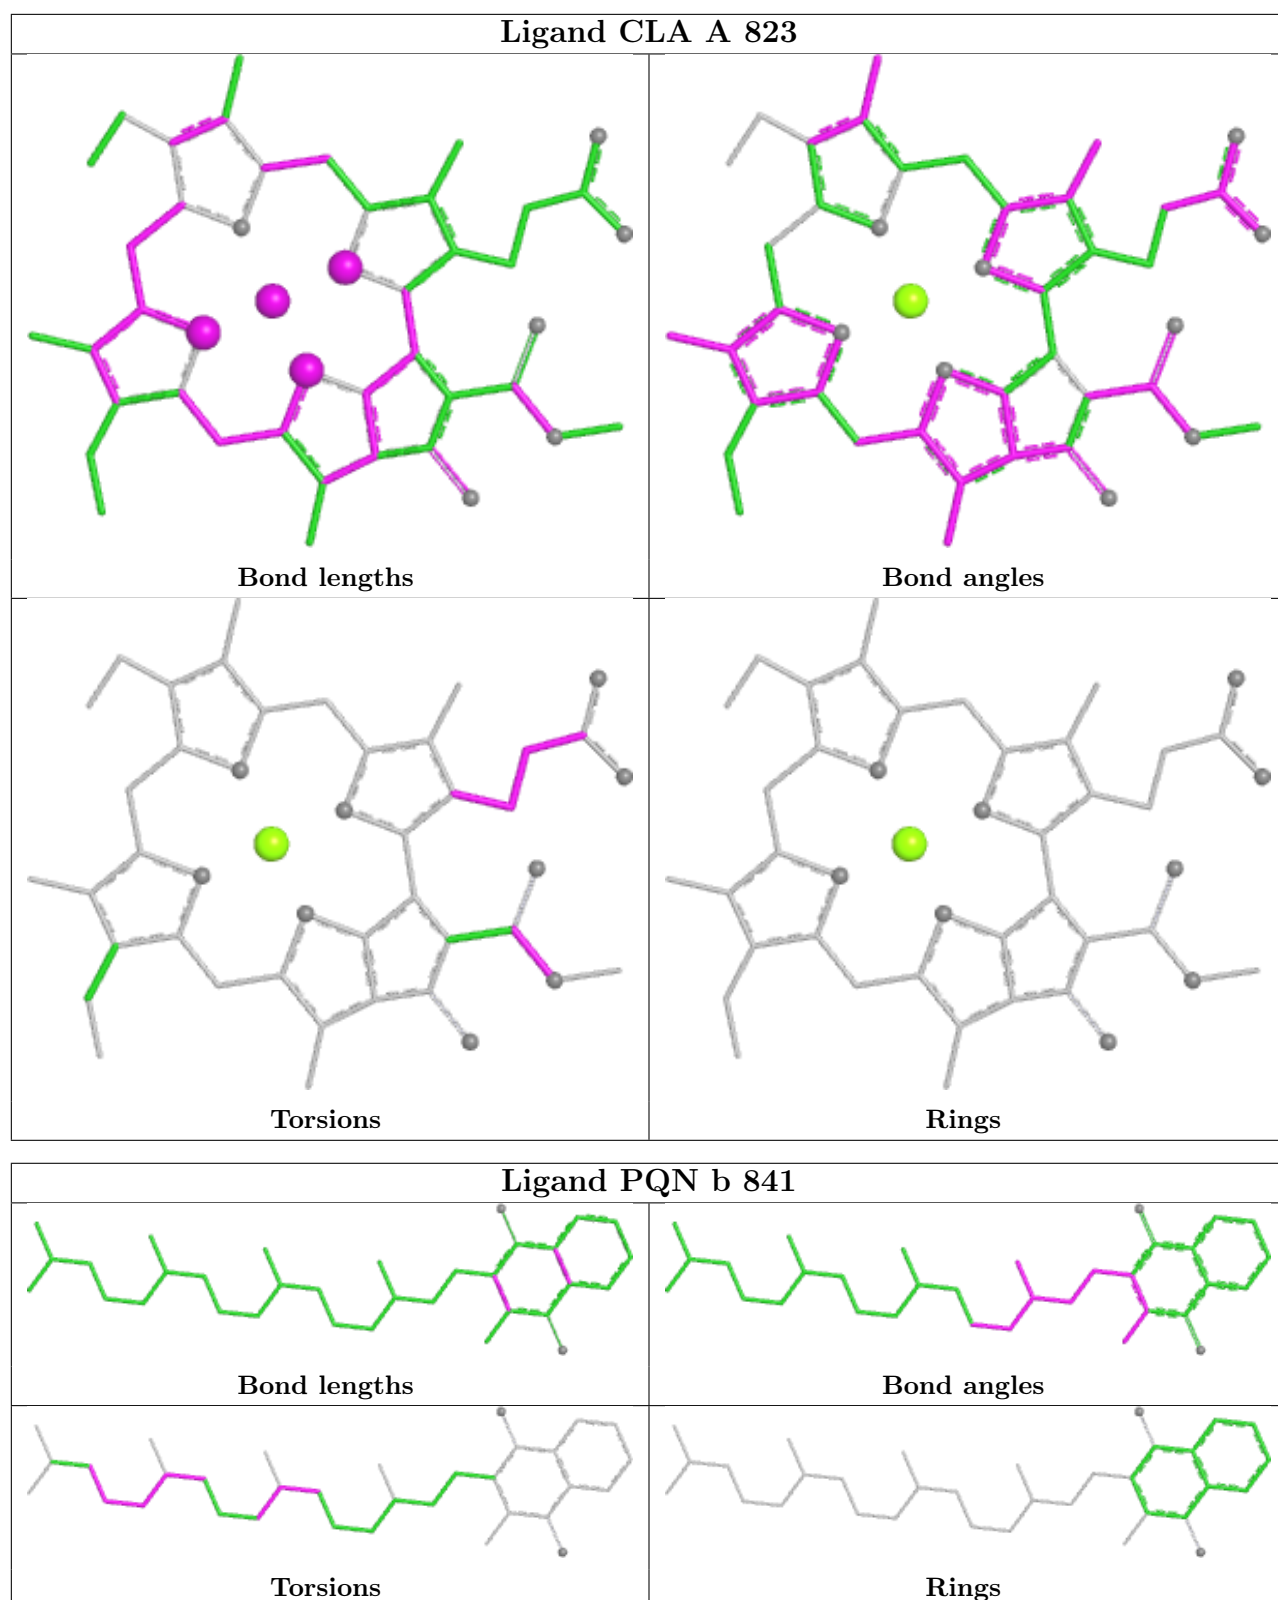 Ligand CLA A 823
Bond lengths
Bond angles
Torsions
Rings
Ligand PQN b 841
Bond lengths
Bond angles
Torsions
Rings